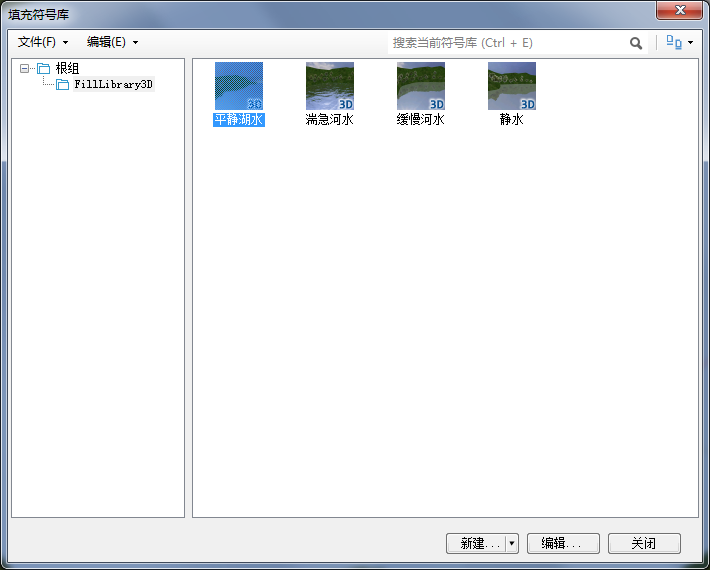 填充符号库
文件(F) 编辑(E) 搜索当前符号库 (Ctrl + E)
根组
FillLibrary3D
3D 3D 3D 3D
平静湖水 湍急河水 缓慢河水 静水
新建... 编辑... 关闭